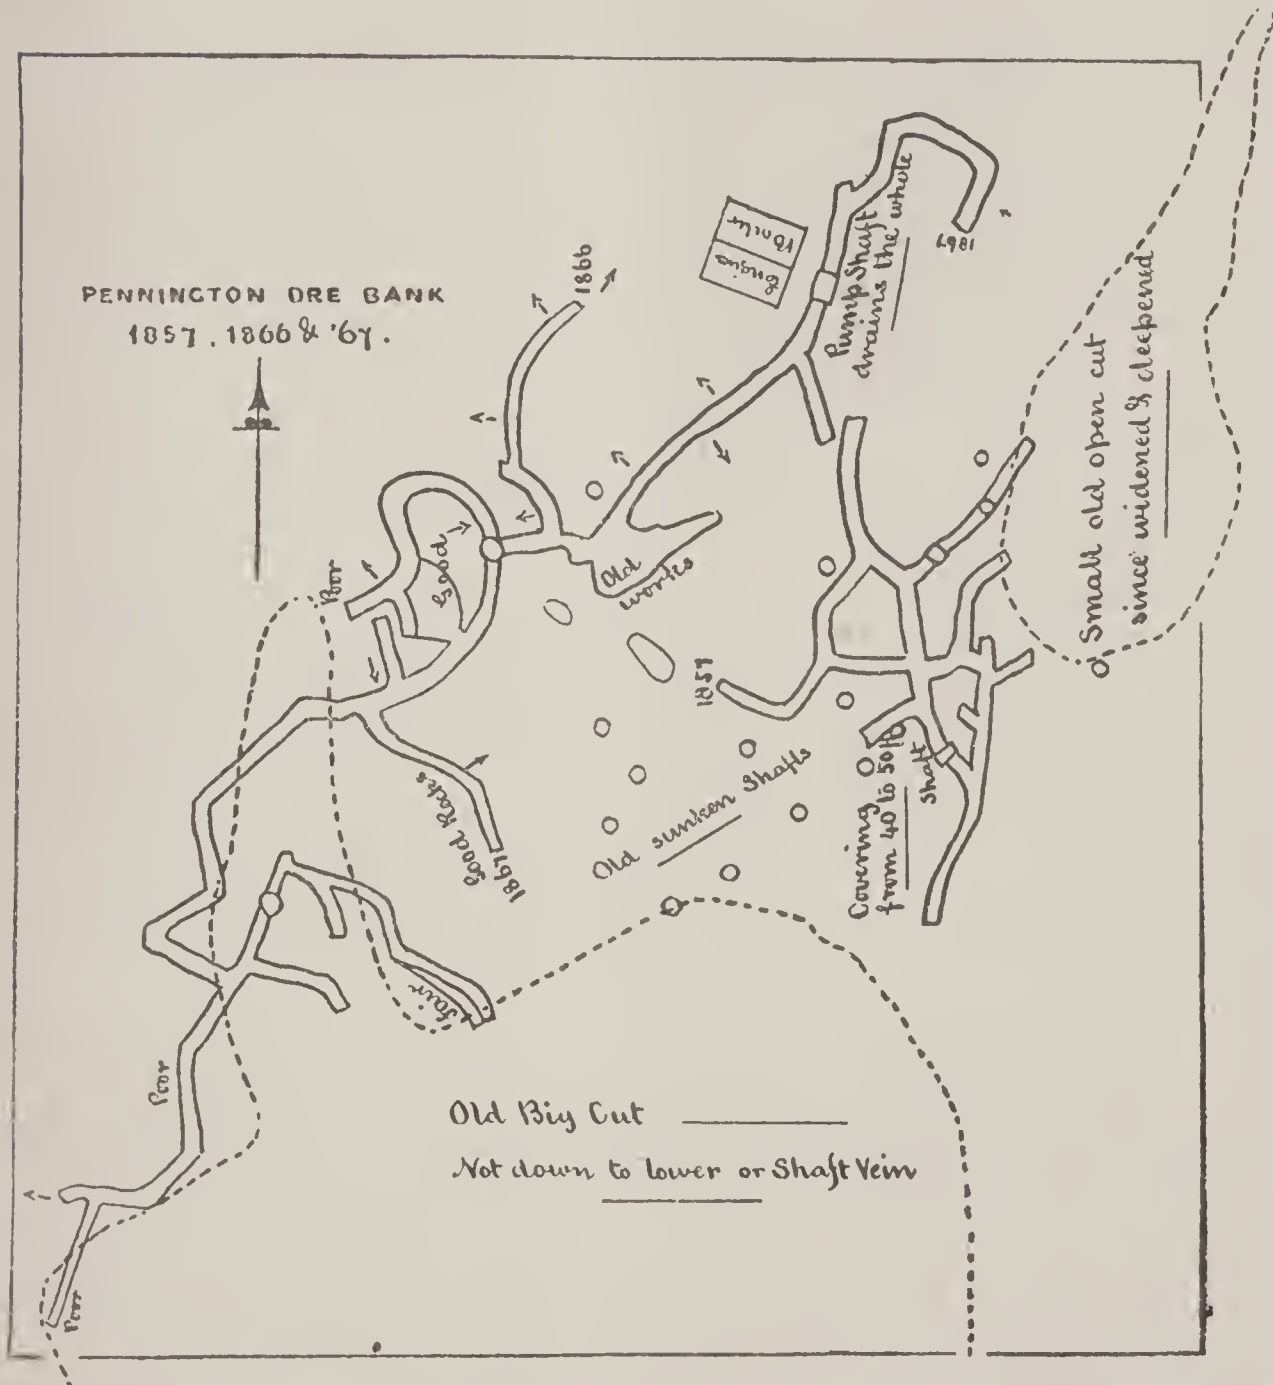 PENNINGTON ORE BANK
1857, 1866 & '67.
1866
Boiler
Engine
Pump Shaft
drains the whole
1867
Small old open cut
since widened & deepened
Poor
Good
Old
works
1857
Good Rocks
1867
Old sunken Shafts
Covering
from 40 to 50 ft
Shaft
fair
Poor
Old Big Cut
Not down to lower or Shaft Vein
Poor